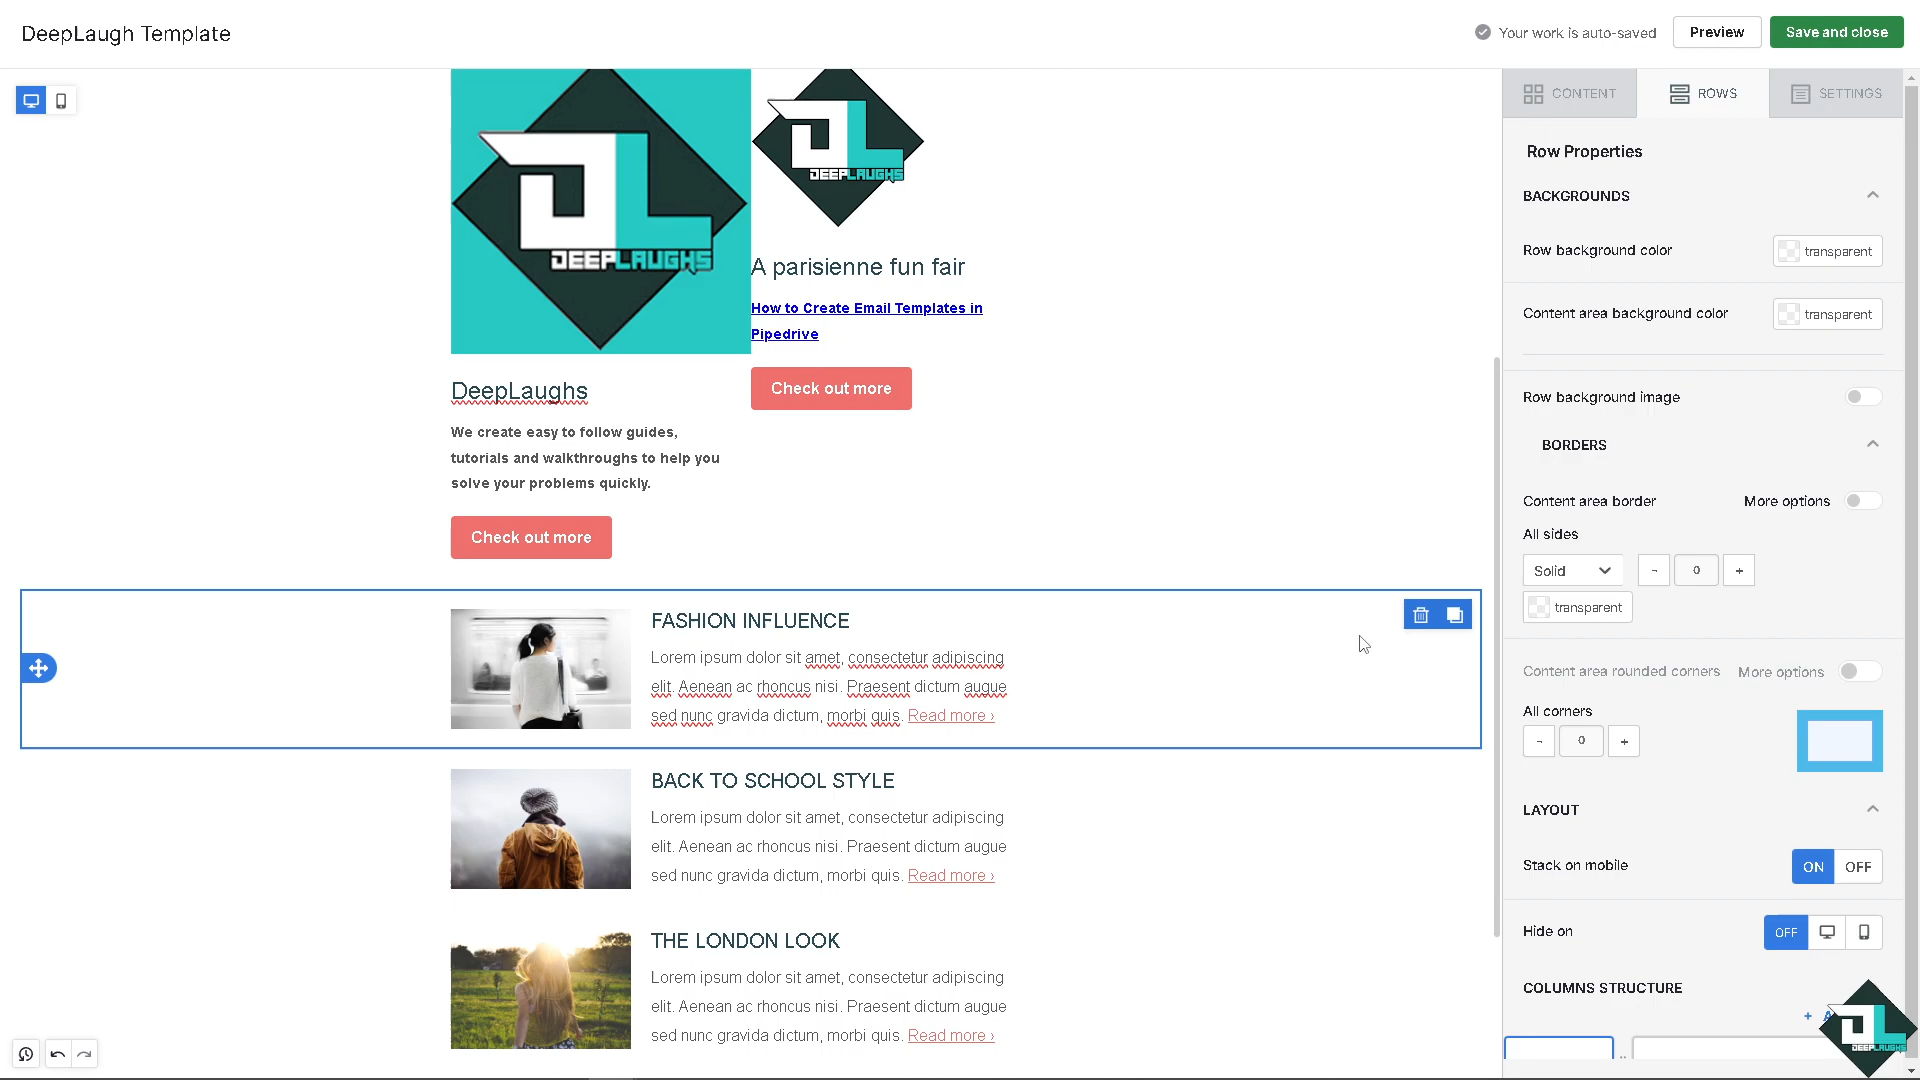 DeepLaugh Template
Your work is auto-saved
Preview
Save and close
CONTENT
ROWS
SETTINGS
DEEPLAUGHS
DEEPLAUGHS
A parisienne fun fair
How to Create Email Templates in
Pipedrive
Check out more
DeepLaughs
We create easy to follow guides,
tutorials and walkthroughs to help you
solve your problems quickly.
Check out more
FASHION INFLUENCE
Lorem ipsum dolor sit amet, consectetur adipiscing
elit. Aenean ac rhoncus nisi. Praesent dictum augue
sed nunc gravida dictum, morbi quis. Read more ›
BACK TO SCHOOL STYLE
Lorem ipsum dolor sit amet, consectetur adipiscing
elit. Aenean ac rhoncus nisi. Praesent dictum augue
sed nunc gravida dictum, morbi quis. Read more ›
THE LONDON LOOK
Lorem ipsum dolor sit amet, consectetur adipiscing
elit. Aenean ac rhoncus nisi. Praesent dictum augue
sed nunc gravida dictum, morbi quis. Read more ›
Row Properties
BACKGROUNDS
Row background color
transparent
Content area background color
transparent
Row background image
BORDERS
Content area border
More options
All sides
Solid
- 0 +
transparent
Content area rounded corners
More options
All corners
- 0 +
LAYOUT
Stack on mobile
ON OFF
Hide on
OFF
COLUMNS STRUCTURE
+
DEEPLAUGHS